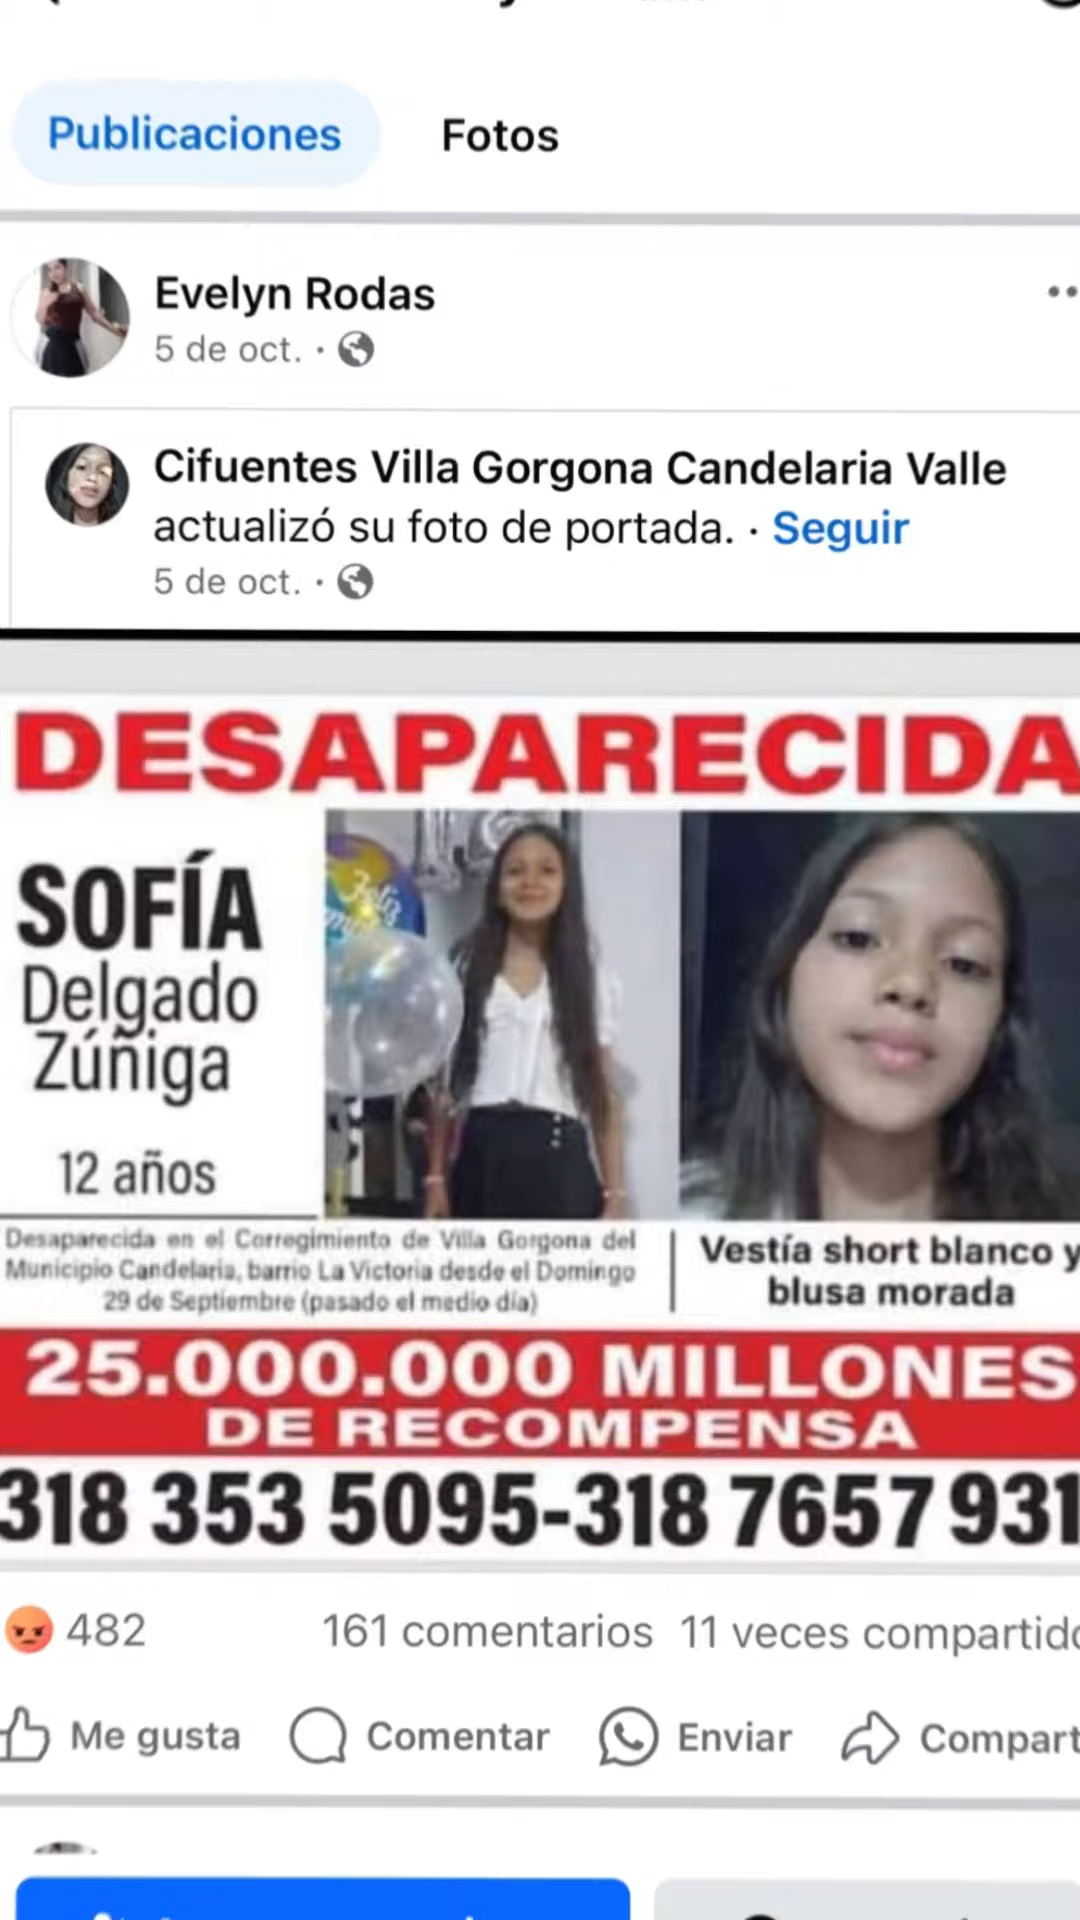 Publicaciones Fotos
Evelyn Rodas
5 de oct. ·
Cifuentes Villa Gorgona Candelaria Valle
actualizó su foto de portada. · Seguir
5 de oct. ·
DESAPARECIDA
SOFÍA
Delgado
Zúñiga
12 años
Feliz
Desaparecida en el Corregimiento de Villa Gorgona del
Municipio Candelaria, barrio La Victoria desde el Domingo
29 de Septiembre (pasado el medio día)
Vestía short blanco y
blusa morada
25.000.000 MILLONES
DE RECOMPENSA
318 353 5095-318 7657 931
482 161 comentarios 11 veces compartido
Me gusta Comentar Enviar Compart